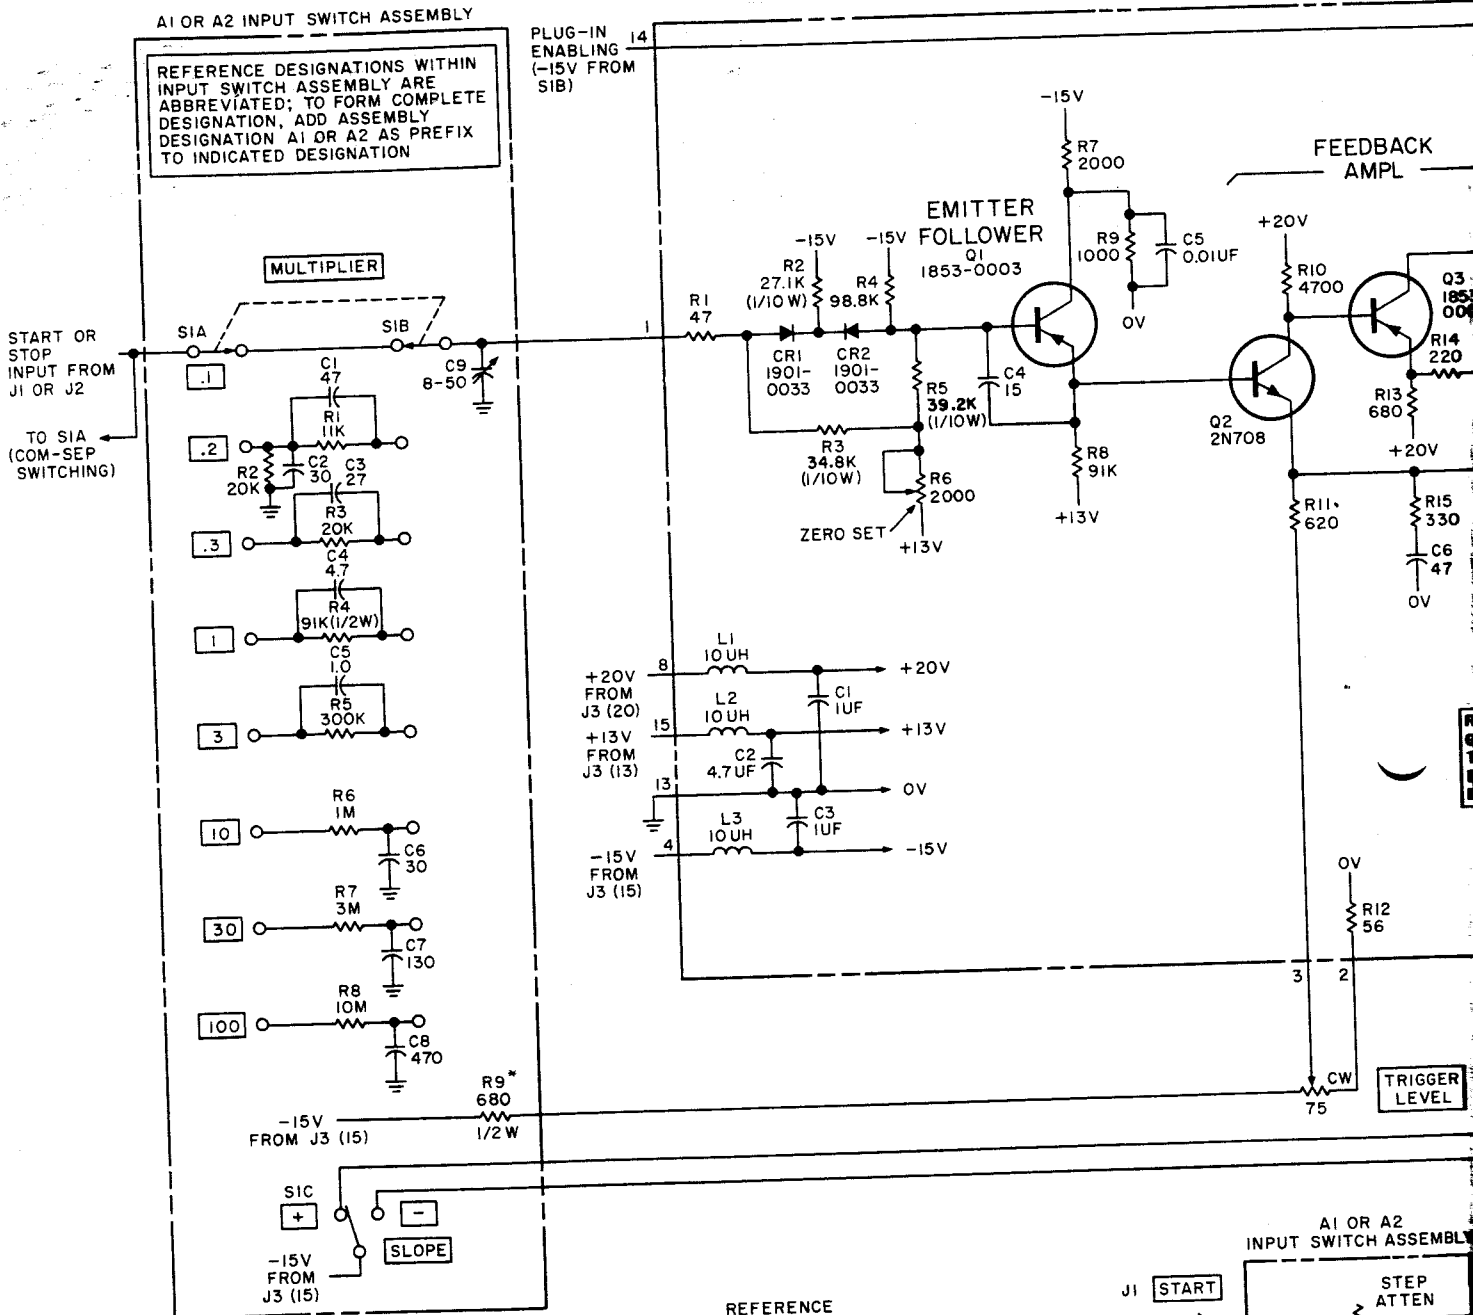 A1 OR A2 INPUT SWITCH ASSEMBLY
REFERENCE DESIGNATIONS WITHIN
INPUT SWITCH ASSEMBLY ARE
ABBREVIATED; TO FORM COMPLETE
DESIGNATION, ADD ASSEMBLY
DESIGNATION A1 OR A2 AS PREFIX
TO INDICATED DESIGNATION
PLUG-IN
ENABLING
(-15V FROM
S1B)
14
MULTIPLIER
START OR
STOP
INPUT FROM
J1 OR J2
TO S1A
(COM-SEP
SWITCHING)
S1A
S1B
C9
8-50
.1
C1
47
R1
11K
.2
R2
20K
C2
30
C3
27
R3
20K
.3
C4
4.7
R4
91K(1/2W)
1
C5
1.0
R5
300K
3
R6
1M
10
C6
30
R7
3M
30
C7
130
R8
10M
100
C8
470
-15V
FROM J3 (15)
R9*
680
1/2W
S1C
+
-
SLOPE
-15V
FROM
J3 (15)
1
R1
47
-15V
R2
27.1K
(1/10W)
-15V
R4
98.8K
CR1
1901-
0033
CR2
1901-
0033
EMITTER
FOLLOWER
Q1
1853-0003
-15V
R7
2000
R9
1000
C5
0.01UF
0V
C4
15
R5
39.2K
(1/10W)
R3
34.8K
(1/10W)
R6
2000
ZERO SET
+13V
R8
91K
+13V
FEEDBACK
AMPL
+20V
R10
4700
Q2
2N708
Q3
R14
220
R13
680
+20V
R11
620
R15
330
C6
47
0V
+20V
FROM
J3 (20)
8
L1
10UH
+20V
C1
1UF
+13V
FROM
J3 (13)
15
L2
10UH
+13V
C2
4.7UF
13
0V
C3
1UF
-15V
FROM
J3 (15)
4
L3
10UH
-15V
0V
R12
56
3
2
CW
75
TRIGGER
LEVEL
A1 OR A2
INPUT SWITCH ASSEMBLY
J1
START
STEP
ATTEN
REFERENCE